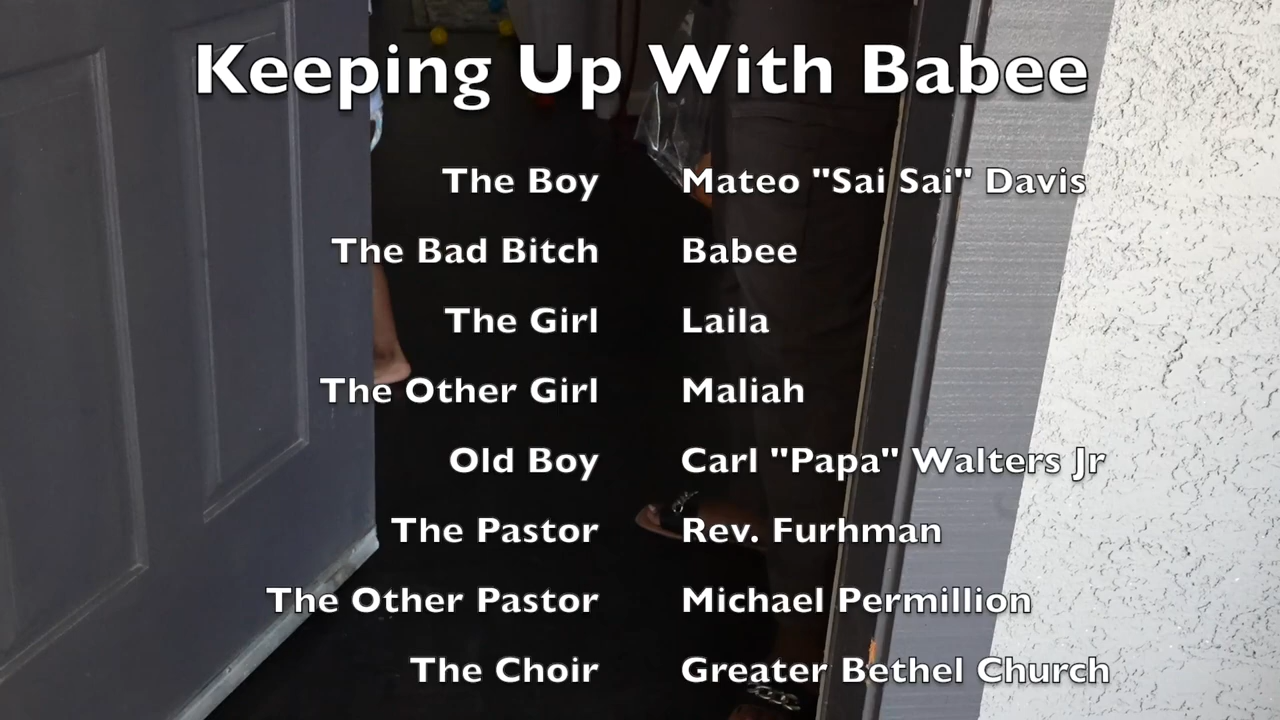 Keeping Up With Babee
The Boy Mateo "Sai Sai" Davis
The Bad Bitch Babee
The Girl Laila
The Other Girl Maliah
Old Boy Carl "Papa" Walters Jr
The Pastor Rev. Furhman
The Other Pastor Michael Permillion
The Choir Greater Bethel Church